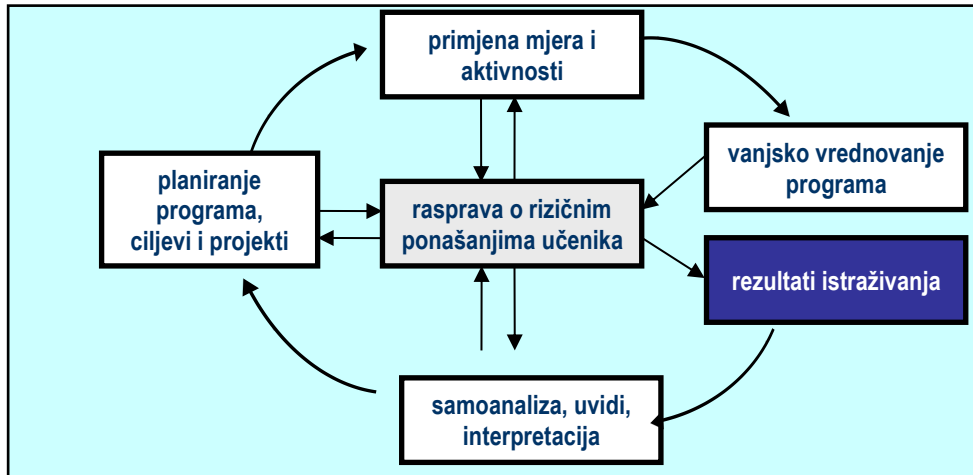 primjena mjera i
aktivnosti
vanjsko vrednovanje
programa
planiranje
programa,
ciljevi i projekti
rasprava o rizičnim
ponašanjima učenika
rezultati istraživanja
samoanaliza, uvidi,
interpretacija